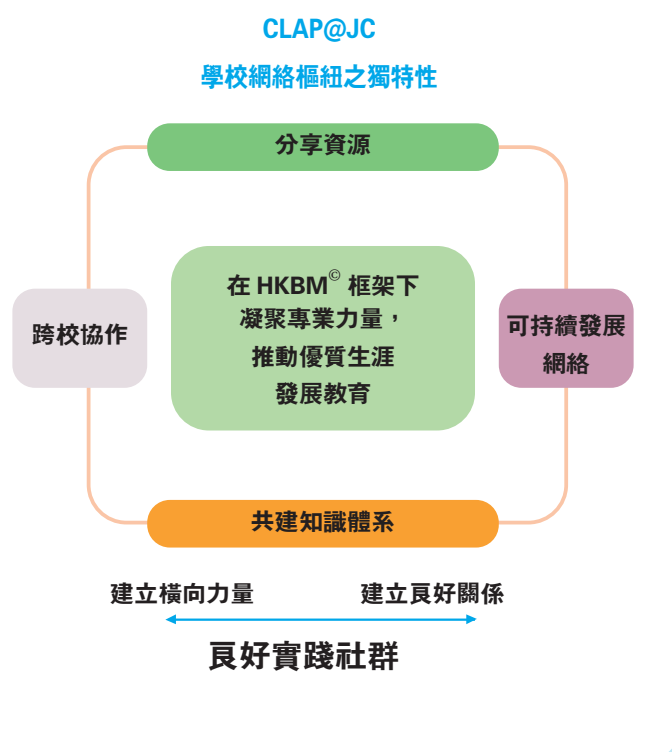 CLAP@JC
學校網絡樞紐之獨特性
分享資源
在 HKBM© 框架下
凝聚專業力量，
推動優質生涯
發展教育
跨校協作
可持續發展
網絡
共建知識體系
建立橫向力量
建立良好關係
良好實踐社群